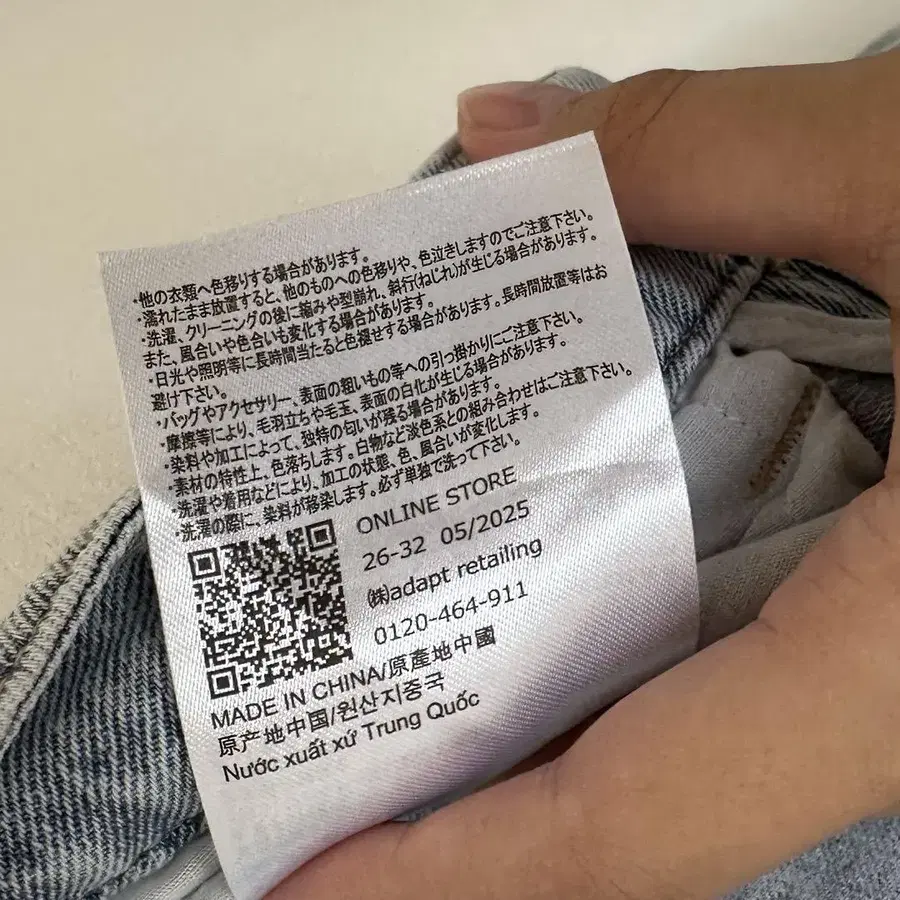 ・他の衣類へ色移りする場合があります。
・濡れたまま放置すると、他のものへの色移りや、色泣きしますのでご注意下さい。
・洗濯、クリーニングの後に縮みや型崩れ、斜行(ねじれ)が生じる場合があります。
また、風合いや色合いも変化する場合があります。
・日光や照明等に長時間当たると色褪せする場合があります。長時間放置等はお
避け下さい。
・バッグやアクセサリー、表面の粗いもの等への引っ掛かりにご注意下さい。
・摩擦等により、毛羽立ちや毛玉、表面の白化が生じる場合があります。
・染料や加工によって、独特の匂いが残る場合があります。
・素材の特性上、色落ちします。白物など淡色系との組み合わせはご注意下さい。
・洗濯や着用などにより、加工の状態、色、風合いが変化します。
・洗濯の際に、染料が移染します。必ず単独で洗って下さい。
ONLINE STORE
26-32 05/2025
㈱adapt retailing
0120-464-911
MADE IN CHINA/原產地中國
原产地中国/원산지중국
Nước xuất xứ Trung Quốc